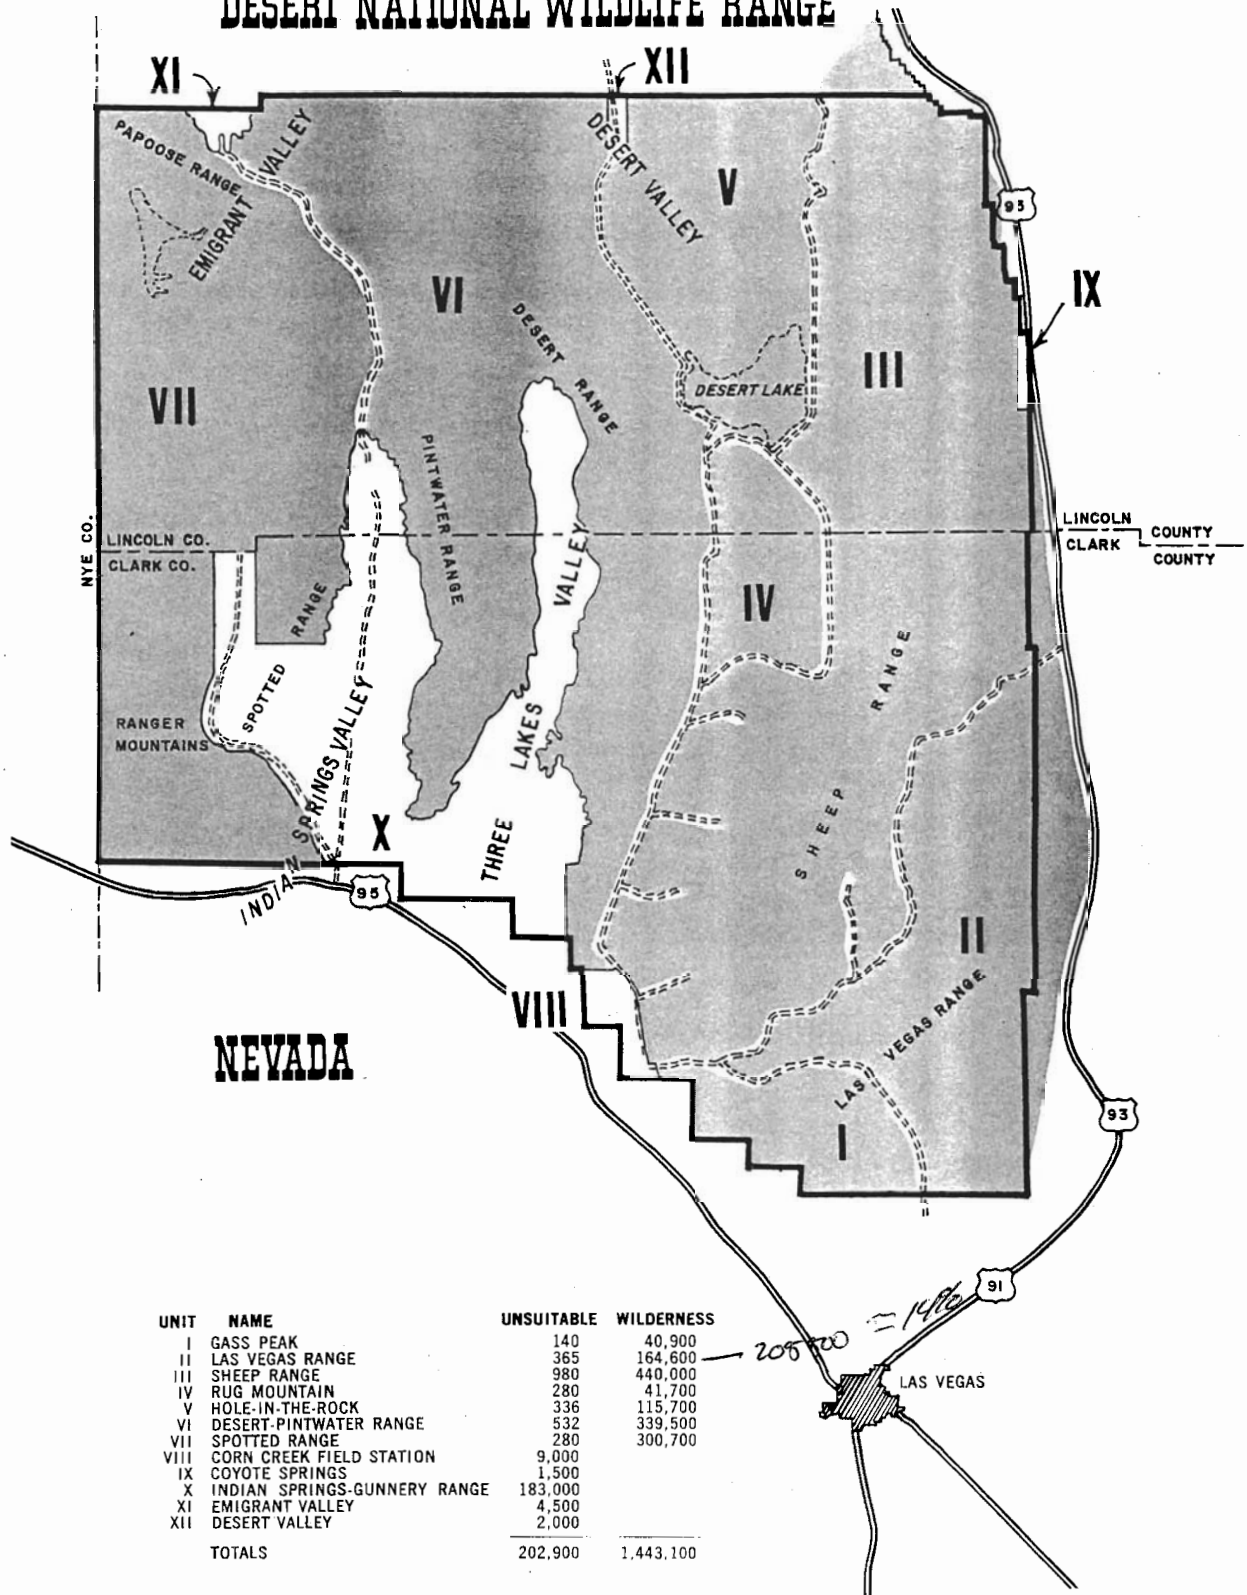 DESERT NATIONAL WILDLIFE RANGE
XI
XII
PAPOOSE RANGE
EMIGRANT VALLEY
DESERT VALLEY
V
93
VI
IX
DESERT RANGE
VII
III
DESERT LAKE
PINTWATER RANGE
NYE CO.
LINCOLN CO.
CLARK CO.
LINCOLN COUNTY
CLARK COUNTY
VALLEY
IV
SPOTTED RANGE
SHEEP RANGE
RANGER
MOUNTAINS
THREE LAKES
INDIAN SPRINGS VALLEY
X
95
II
VIII
LAS VEGAS RANGE
NEVADA
I
93
91
LAS VEGAS
UNIT NAME UNSUITABLE WILDERNESS
I GASS PEAK 140 40,900
II LAS VEGAS RANGE 365 164,600
III SHEEP RANGE 980 440,000
IV RUG MOUNTAIN 280 41,700
V HOLE-IN-THE-ROCK 336 115,700
VI DESERT-PINTWATER RANGE 532 339,500
VII SPOTTED RANGE 280 300,700
VIII CORN CREEK FIELD STATION 9,000
IX COYOTE SPRINGS 1,500
X INDIAN SPRINGS-GUNNERY RANGE 183,000
XI EMIGRANT VALLEY 4,500
XII DESERT VALLEY 2,000
TOTALS 202,900 1,443,100